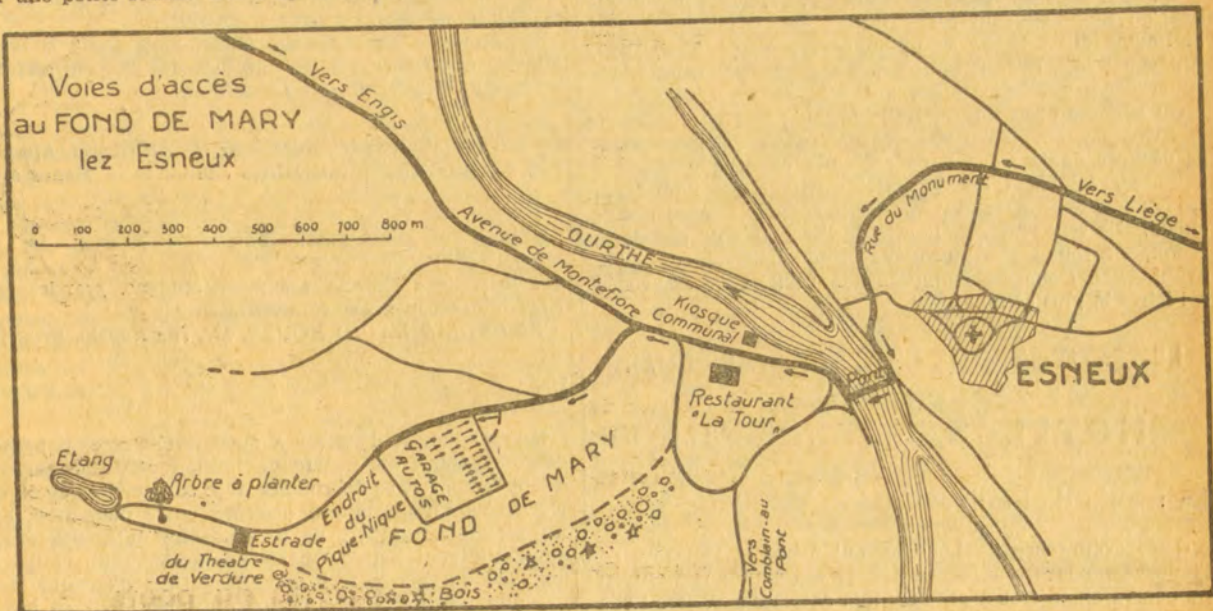 Voies d'accès
au FOND DE MARY
lez Esneux
0 100 200 300 400 500 600 700 800 m
Vers Engis
Avenue de Montefiore
OURTHE
Kiosque
Communal
Rue du Monument
Vers Liège
ESNEUX
Pont
Restaurant
"La Tour„
Etang
Arbre à planter
Estrade
du Théatre
de Verdure
Endroit
du
Pique-Nique
GARAGE
AUTOS
FOND DE MARY
Bois
Vers
Comblain-au
Pont